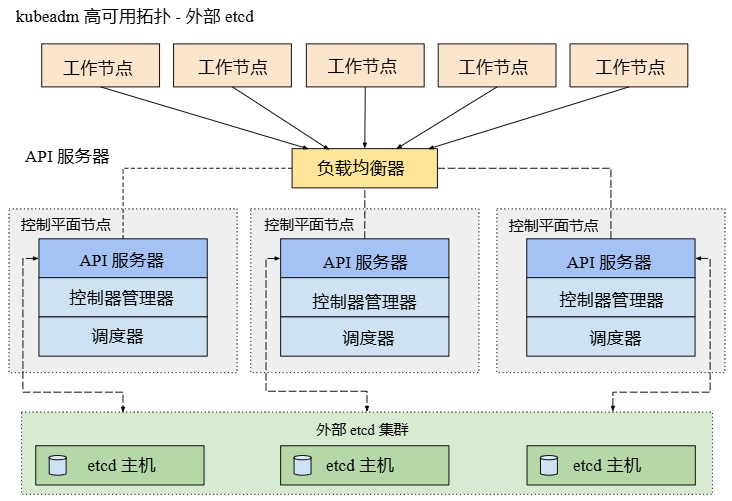 kubeadm 高可用拓扑 - 外部 etcd
工作节点
工作节点
工作节点
工作节点
工作节点
API 服务器
负载均衡器
控制平面节点
API 服务器
控制器管理器
调度器
控制平面节点
API 服务器
控制器管理器
调度器
控制平面节点
API 服务器
控制器管理器
调度器
外部 etcd 集群
etcd 主机
etcd 主机
etcd 主机